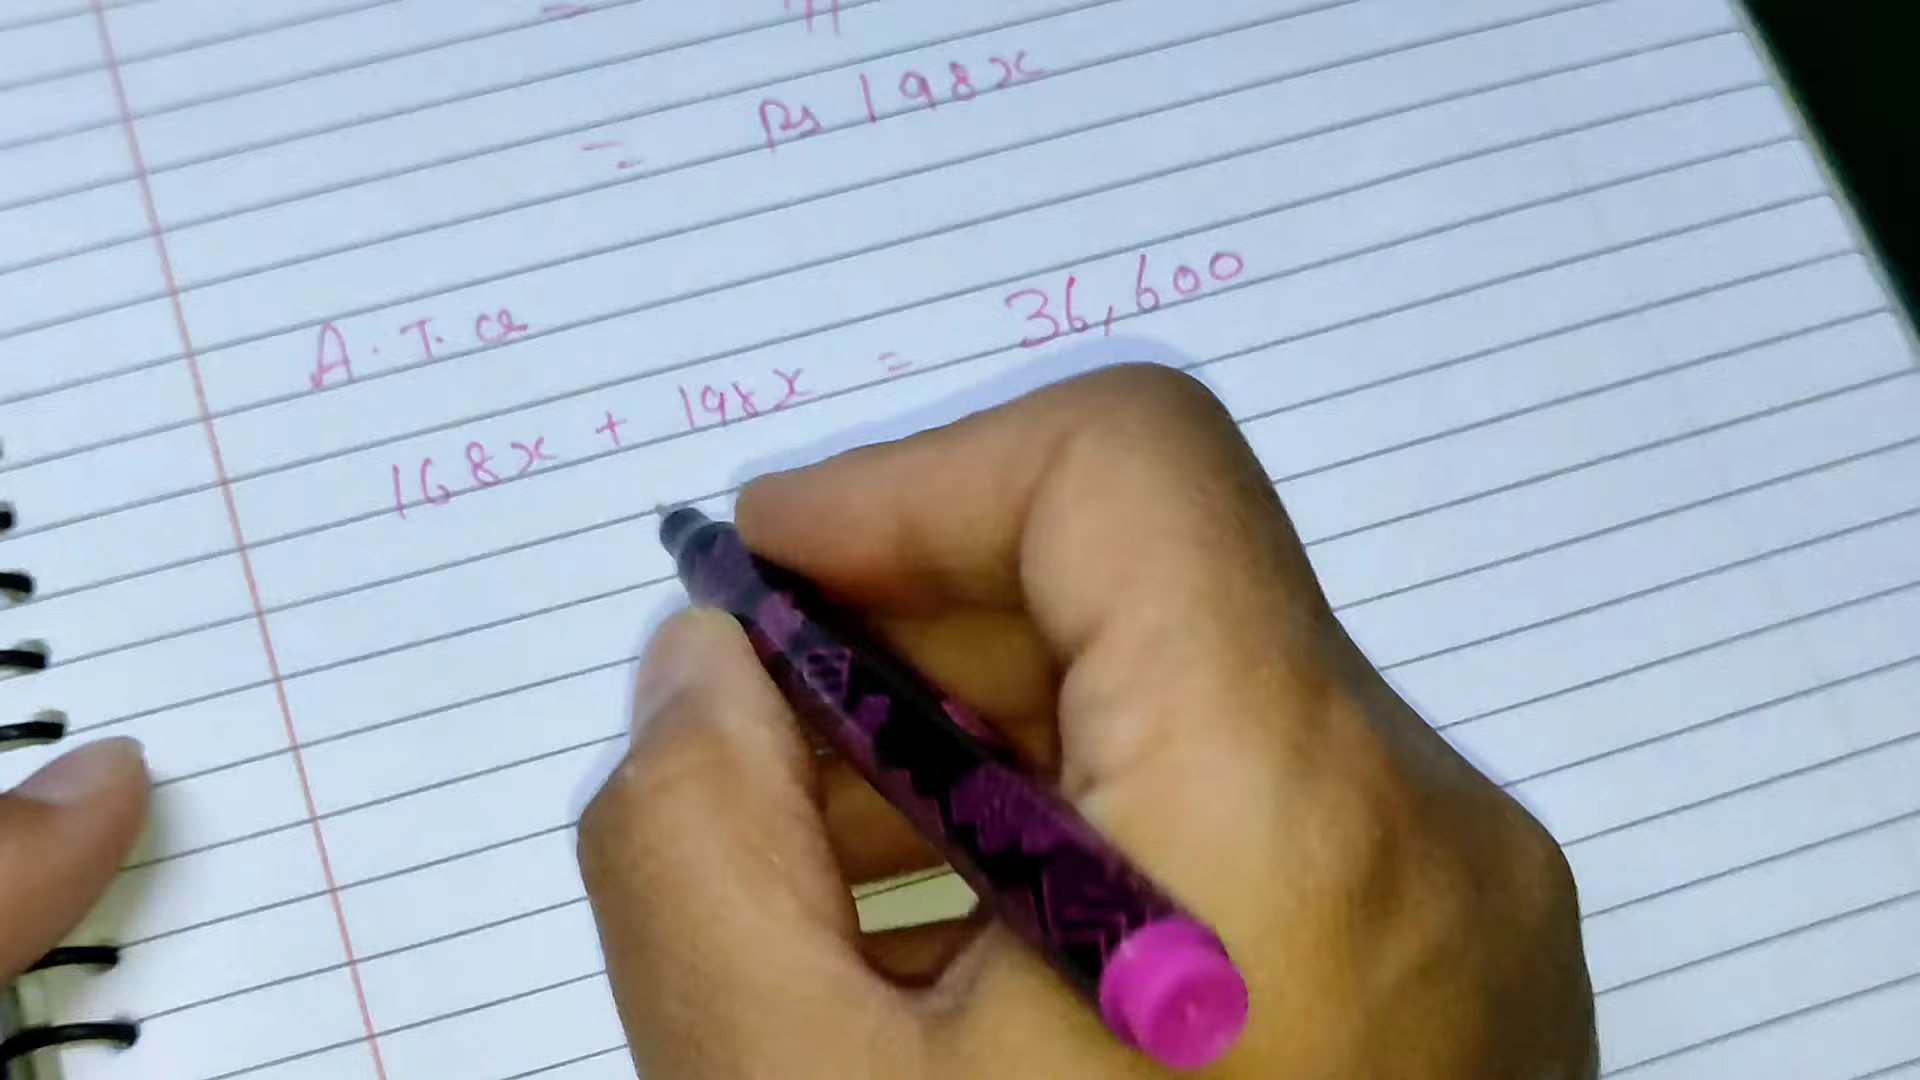 = Rs 198x
A.T.Q
168x + 198x = 36,600